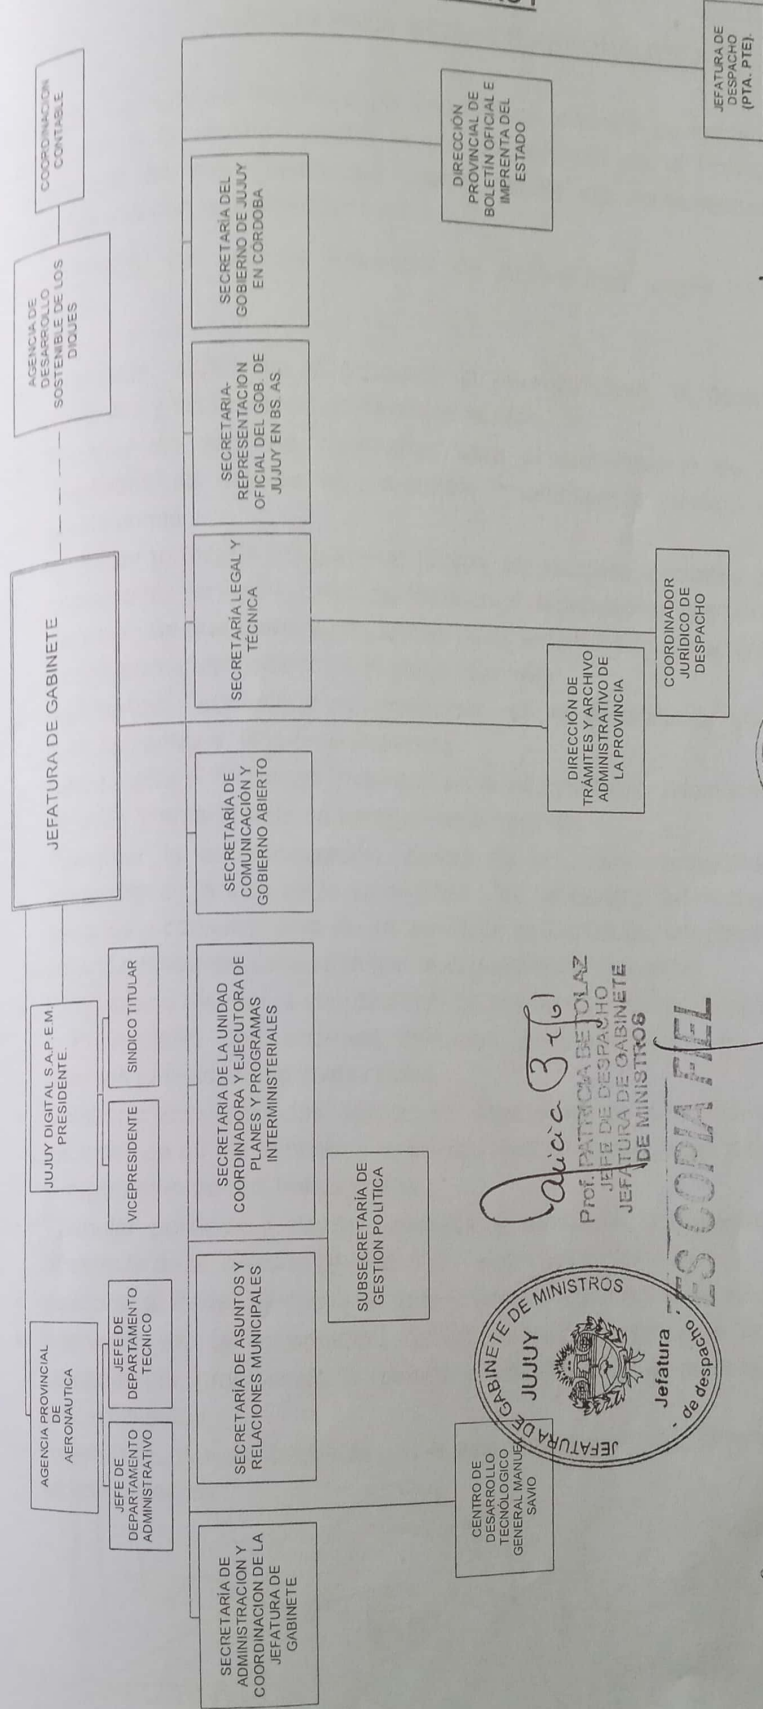 JEFATURA DE GABINETE
AGENCIA DE
DESARROLLO
SOSTENIBLE DE LOS
DIQUES
COORDINACION
CONTABLE
JUJUY DIGITAL S.A.P.E.M.
PRESIDENTE.
VICEPRESIDENTE
SINDICO TITULAR
AGENCIA PROVINCIAL
DE
AERONAUTICA
JEFE DE
DEPARTAMENTO
ADMINISTRATIVO
JEFE DE
DEPARTAMENTO
TECNICO
SECRETARÍA DE
ADMINISTRACION Y
COORDINACION DE LA
JEFATURA DE
GABINETE
SECRETARÍA DE ASUNTOS Y
RELACIONES MUNICIPALES
SECRETARIA DE LA UNIDAD
COORDINADORA Y EJECUTORA DE
PLANES Y PROGRAMAS
INTERMINISTERIALES
SECRETARÍA DE
COMUNICACIÓN Y
GOBIERNO ABIERTO
SECRETARÍA LEGAL Y
TÉCNICA
SECRETARIA-
REPRESENTACION
OFICIAL DEL GOB. DE
JUJUY EN BS. AS.
SECRETARÍA DEL
GOBIERNO DE JUJUY
EN CÓRDOBA
SUBSECRETARÍA DE
GESTION POLITICA
CENTRO DE
DESARROLLO
TECNÓLOGICO
GENERAL MANUEL
SAVIO
DIRECCIÓN DE
TRÁMITES Y ARCHIVO
ADMINISTRATIVO DE
LA PROVINCIA
COORDINADOR
JURÍDICO DE
DESPACHO
DIRECCIÓN
PROVINCIAL DE
BOLETÍN OFICIAL E
IMPRENTA DEL
ESTADO
JEFATURA DE
DESPACHO
(PTA. PTE).
JEFATURA DE GABINETE DE MINISTROS
JUJUY
Jefatura
- de despacho -
Prof. PATRICIA BETOLAZ
JEFE DE DESPACHO
JEFATURA DE GABINETE
DE MINISTROS
ES COPIA FIEL